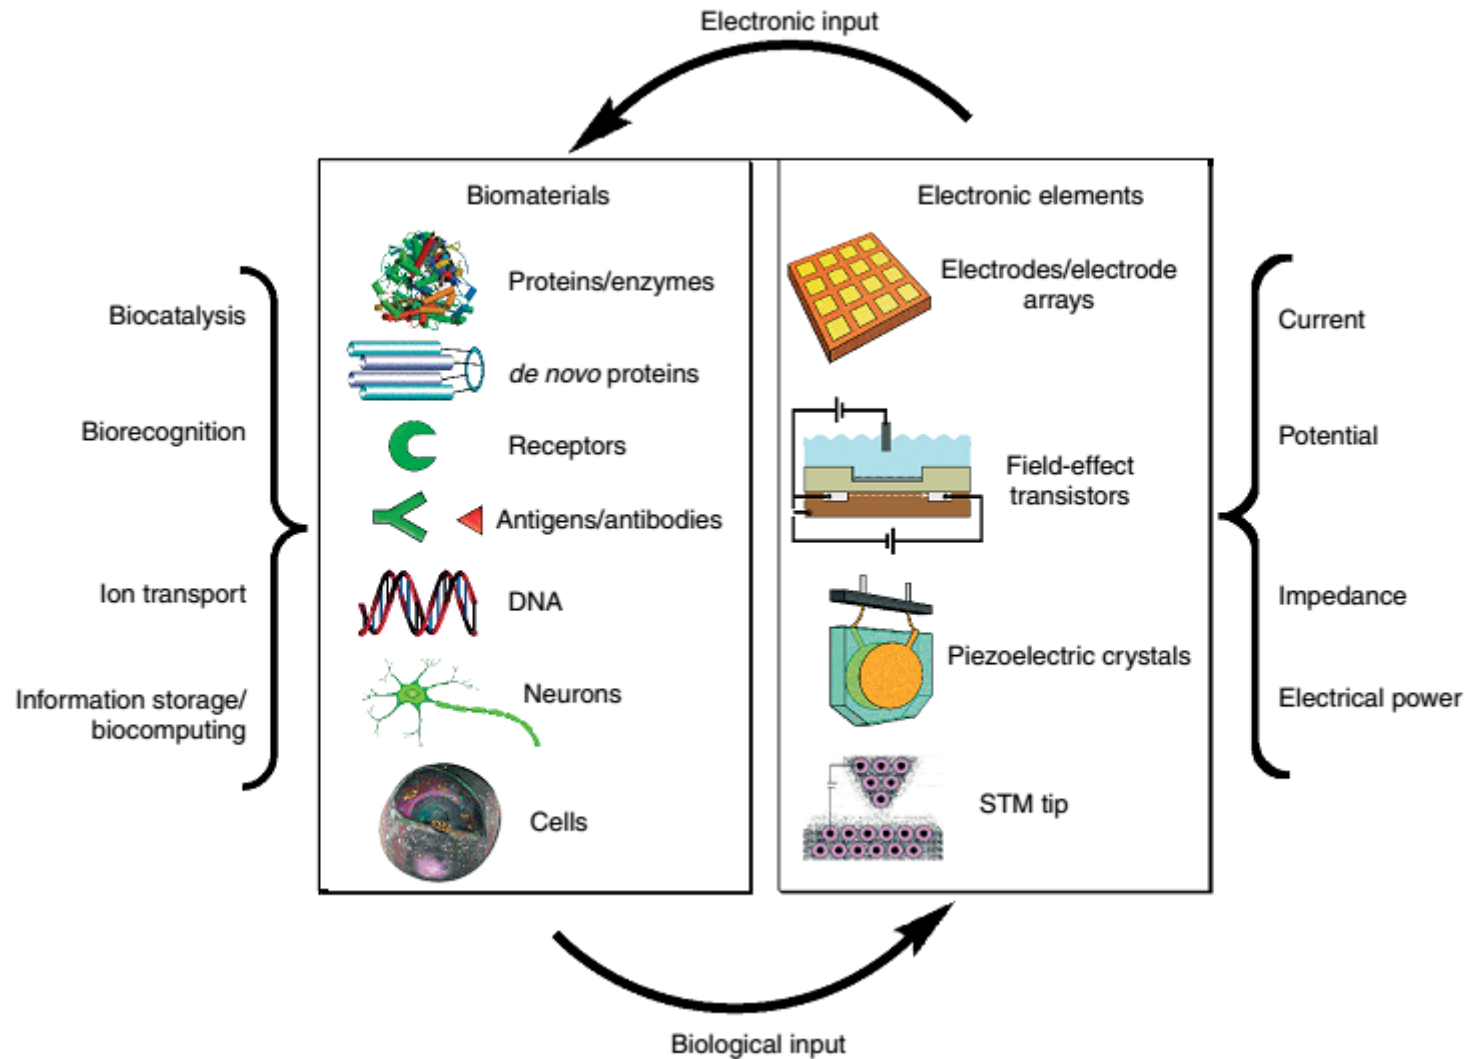 Electronic input
Biomaterials
Electronic elements
Proteins/enzymes
de novo proteins
Receptors
Antigens/antibodies
DNA
Neurons
Cells
Electrodes/electrode
arrays
Field-effect
transistors
Piezoelectric crystals
STM tip
Biocatalysis
Biorecognition
Ion transport
Information storage/
biocomputing
Current
Potential
Impedance
Electrical power
Biological input